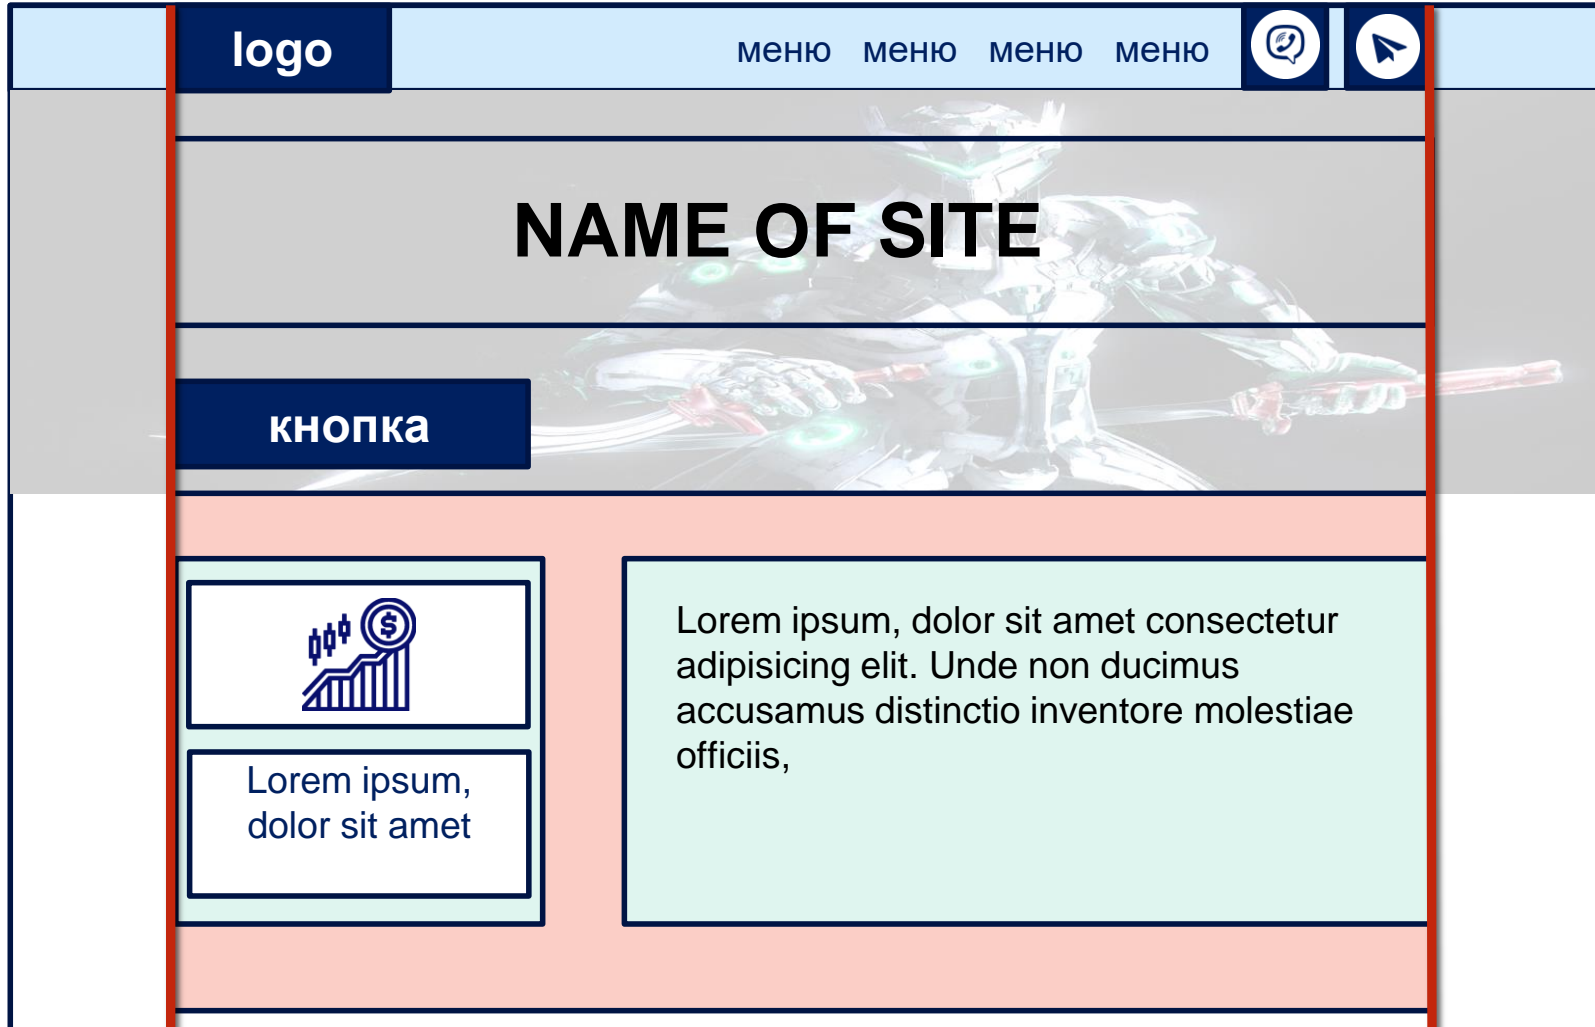 logo
меню меню меню меню
NAME OF SITE
кнопка
Lorem ipsum,
dolor sit amet
Lorem ipsum, dolor sit amet consectetur
adipisicing elit. Unde non ducimus
accusamus distinctio inventore molestiae
officiis,